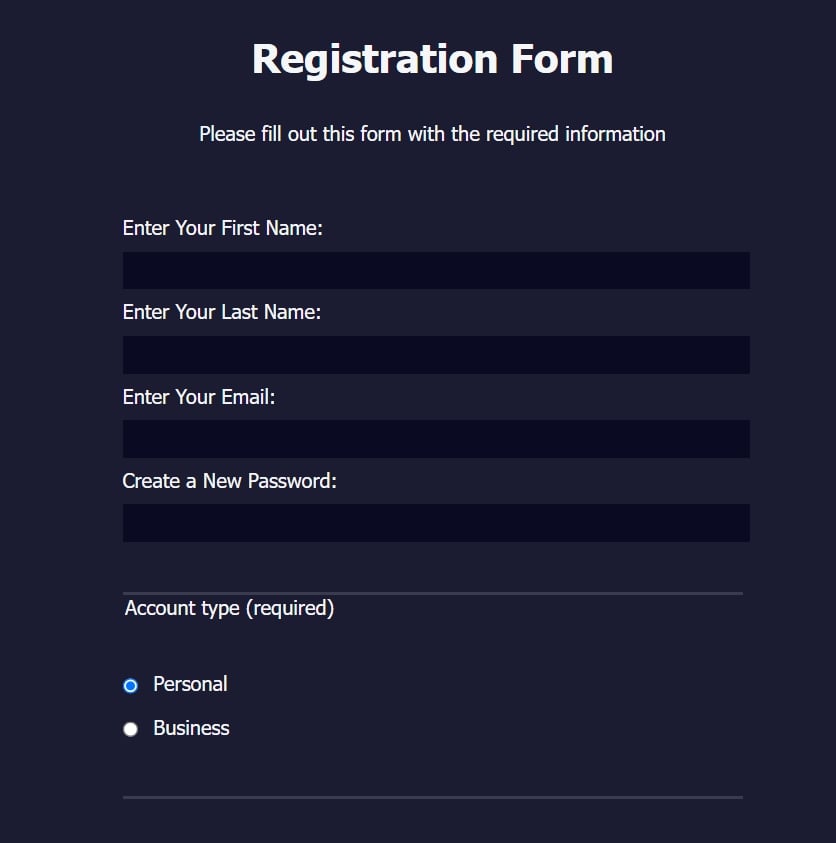 Registration Form
Please fill out this form with the required information
Enter Your First Name:
Enter Your Last Name:
Enter Your Email:
Create a New Password:
Account type (required)
Personal
Business